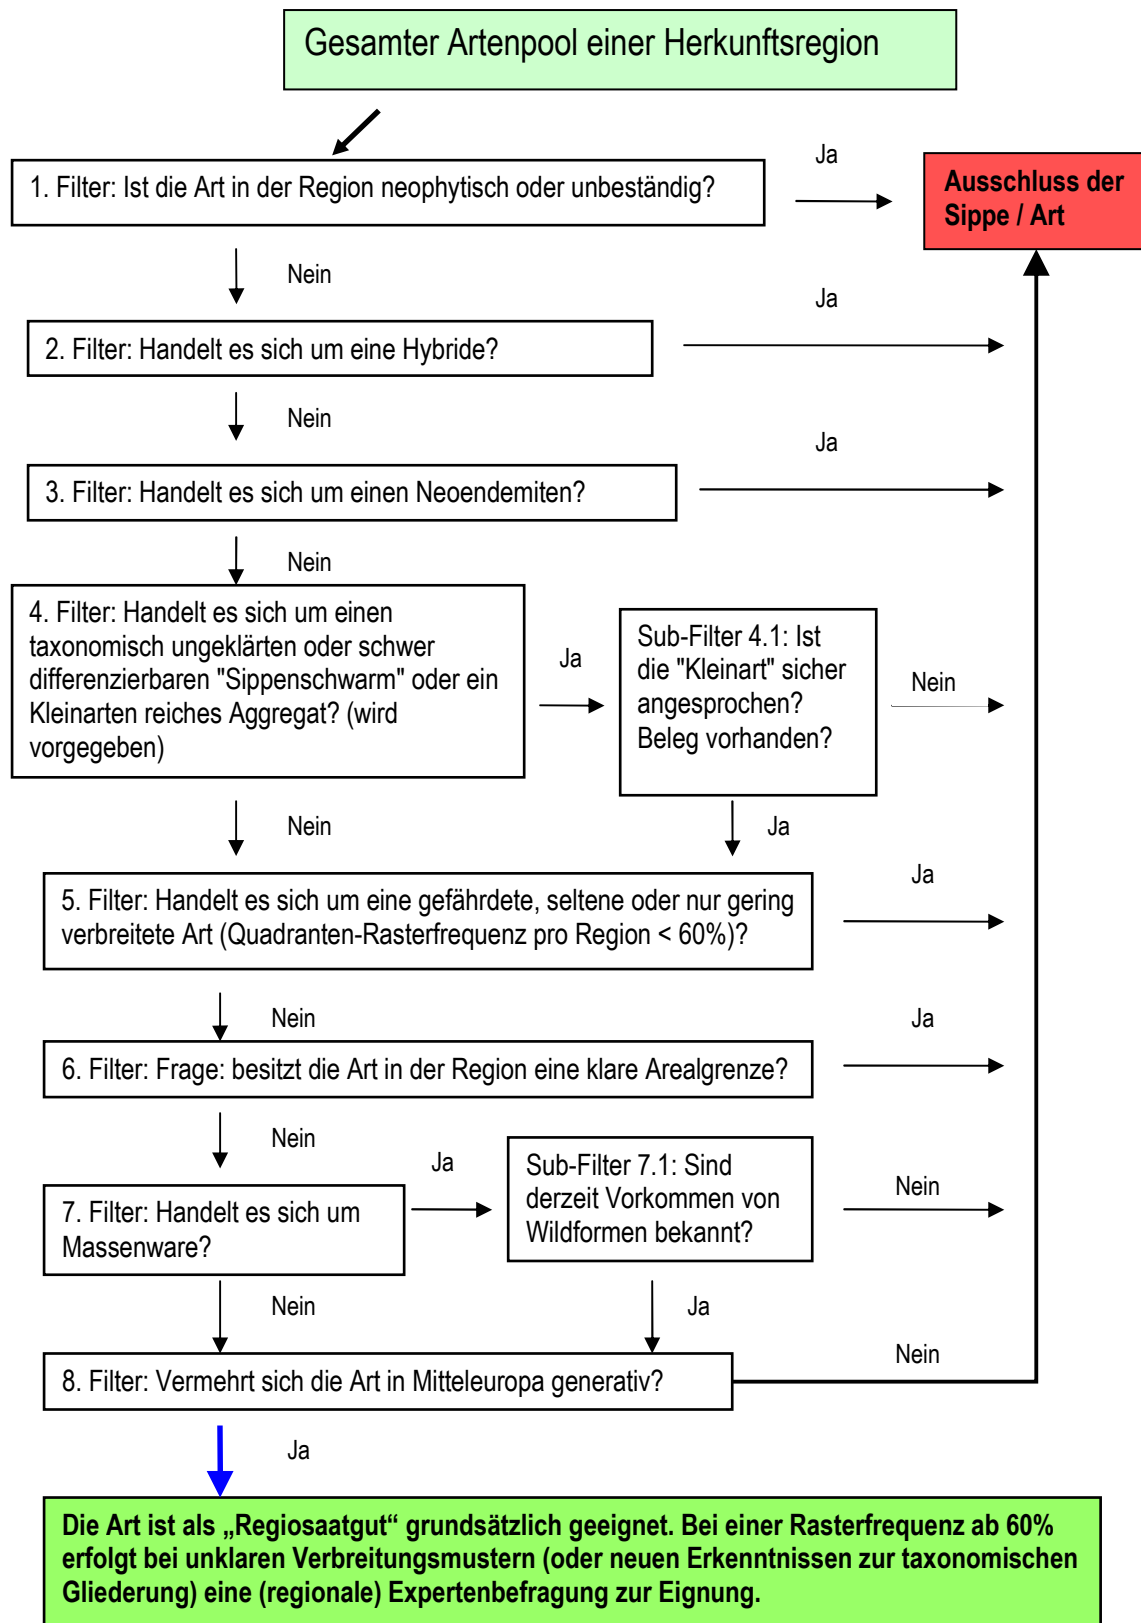 Gesamter Artenpool einer Herkunftsregion
Ja
1. Filter: Ist die Art in der Region neophytisch oder unbeständig?
Ausschluss der
Sippe / Art
Nein
Ja
2. Filter: Handelt es sich um eine Hybride?
Nein
Ja
3. Filter: Handelt es sich um einen Neoendemiten?
Nein
4. Filter: Handelt es sich um einen
taxonomisch ungeklärten oder schwer
differenzierbaren "Sippenschwarm" oder ein
Kleinarten reiches Aggregat? (wird
vorgegeben)
Ja
Sub-Filter 4.1: Ist
die "Kleinart" sicher
angesprochen?
Beleg vorhanden?
Nein
Nein
Ja
5. Filter: Handelt es sich um eine gefährdete, seltene oder nur gering
verbreitete Art (Quadranten-Rasterfrequenz pro Region < 60%)?
Ja
Nein
Ja
6. Filter: Frage: besitzt die Art in der Region eine klare Arealgrenze?
Nein
7. Filter: Handelt es sich um
Massenware?
Ja
Sub-Filter 7.1: Sind
derzeit Vorkommen von
Wildformen bekannt?
Nein
Nein
Ja
8. Filter: Vermehrt sich die Art in Mitteleuropa generativ?
Nein
Ja
Die Art ist als „Regiosaatgut“ grundsätzlich geeignet. Bei einer Rasterfrequenz ab 60%
erfolgt bei unklaren Verbreitungsmustern (oder neuen Erkenntnissen zur taxonomischen
Gliederung) eine (regionale) Expertenbefragung zur Eignung.